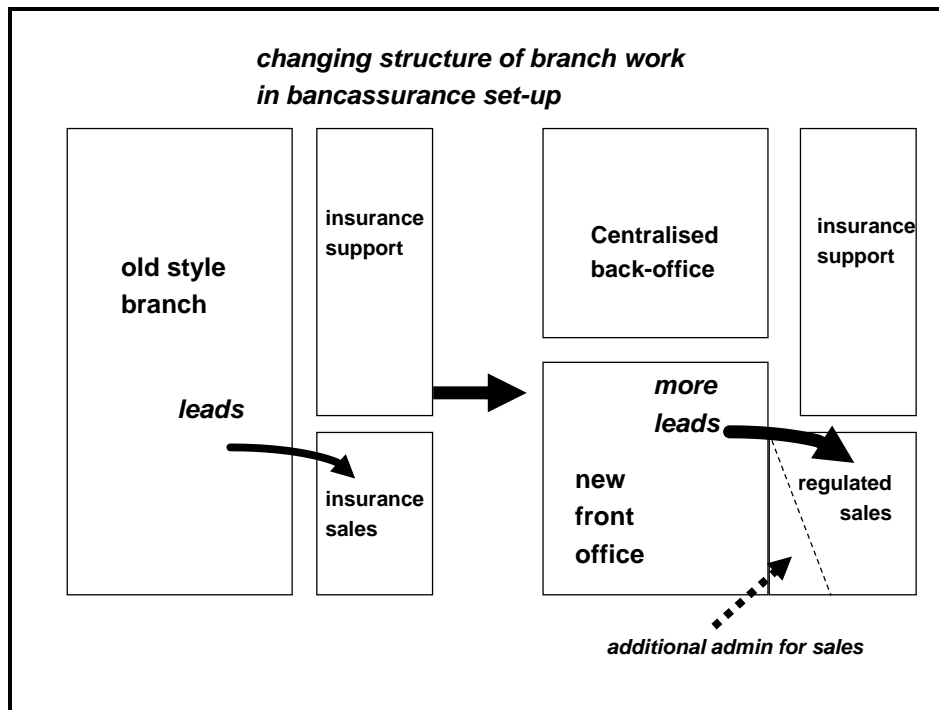 changing structure of branch work
in bancassurance set-up
old style
branch
insurance
support
leads
insurance
sales
Centralised
back-office
insurance
support
more
leads
new
front
office
regulated
sales
additional admin for sales